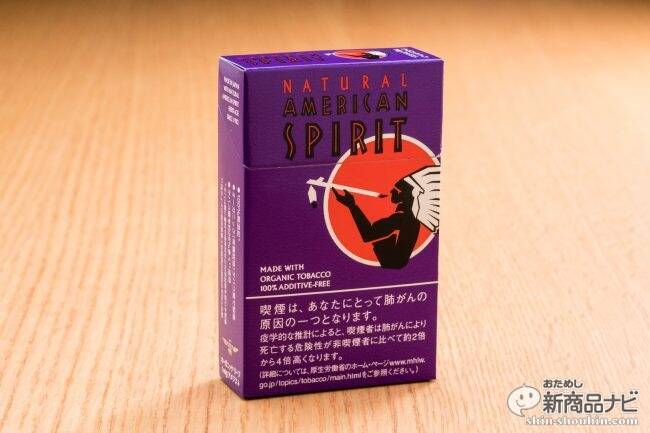 NATURAL
AMERICAN
SPIRIT
MADE WITH
ORGANIC TOBACCO
100% ADDITIVE-FREE
喫煙は、あなたにとって肺がんの
原因の一つとなります。
疫学的な推計によると、喫煙者は肺がんにより
死亡する危険性が非喫煙者に比べて約2倍
から4倍高くなります。
(詳細については、厚生労働省のホーム・ページwww.mhlw.
go.jp/topics/tobacco/main.htmlをご参照ください。)
おためし
新商品ナビ
shin-shouhin.com